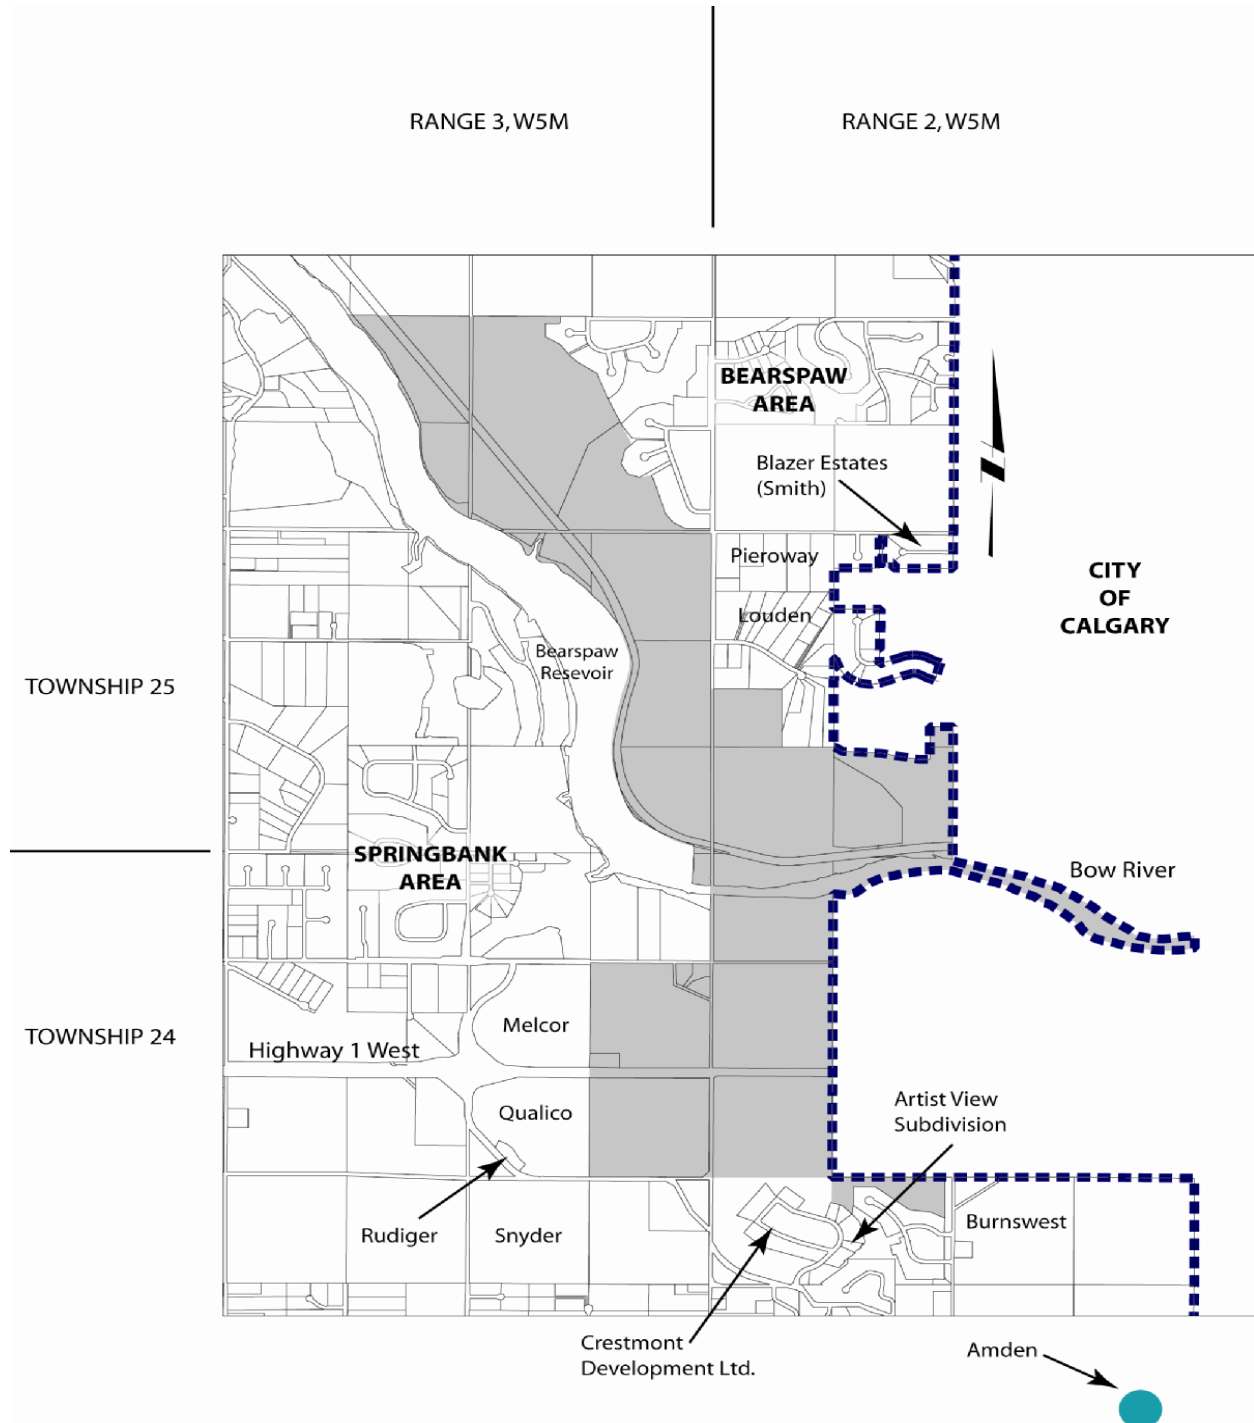 RANGE 3, W5M
RANGE 2, W5M
BEARSPAW
AREA
Blazer Estates
(Smith)
Pieroway
CITY
OF
CALGARY
Louden
Bearspaw
Resevoir
TOWNSHIP 25
SPRINGBANK
AREA
Bow River
Melcor
TOWNSHIP 24
Highway 1 West
Artist View
Subdivision
Qualico
Rudiger
Snyder
Burnswest
Crestmont
Development Ltd.
Amden